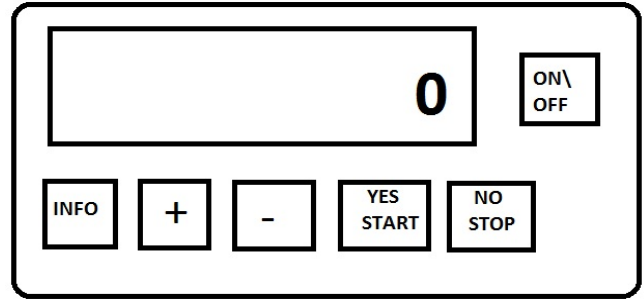 0
ON\
OFF
INFO
+
-
YES
START
NO
STOP